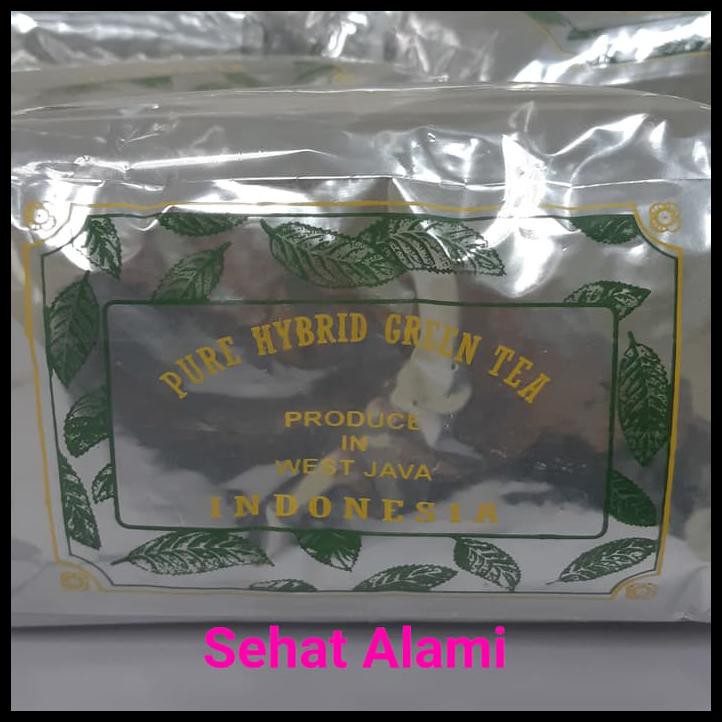 PURE HYBRID GREEN TEA
PRODUCE
IN
WEST JAVA
INDONESIA
Sehat Alami